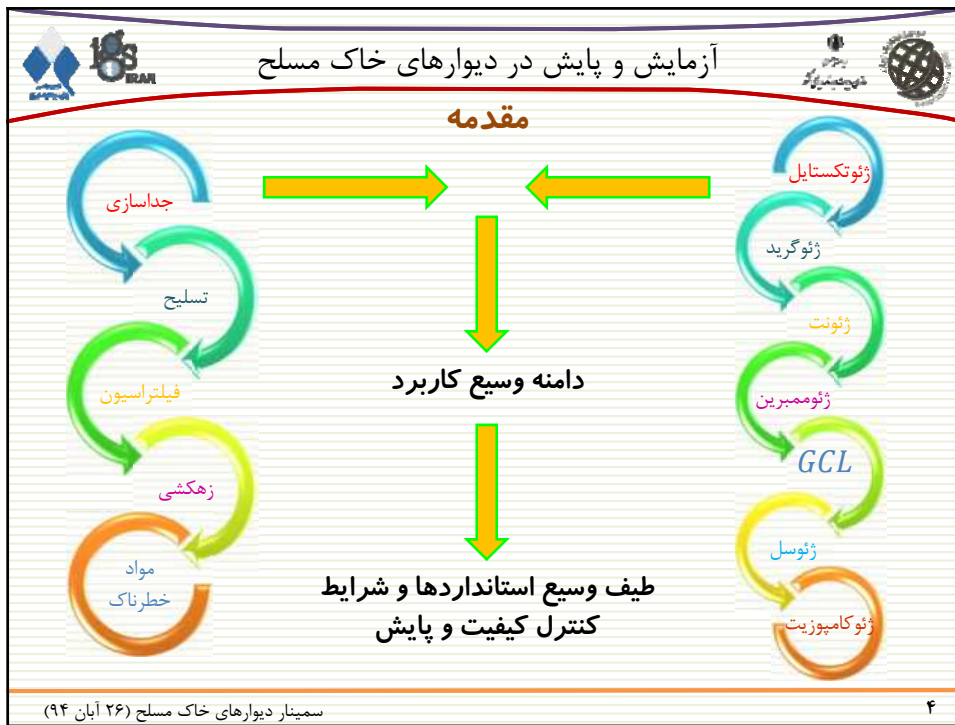 آزمایش و پایش در دیوارهای خاک مسلح
IRAN
مقدمه
ژئوتکستایل
ژئوگرید
ژئونت
ژئوممبرین
GCL
ژئوسل
ژئوکامپوزیت
جداسازی
تسلیح
فیلتراسیون
زهکشی
مواد
خطرناک
دامنه وسیع کاربرد
طیف وسیع استانداردها و شرایط
کنترل کیفیت و پایش
سمینار دیوارهای خاک مسلح (۲۶ آبان ۹۴)
۴